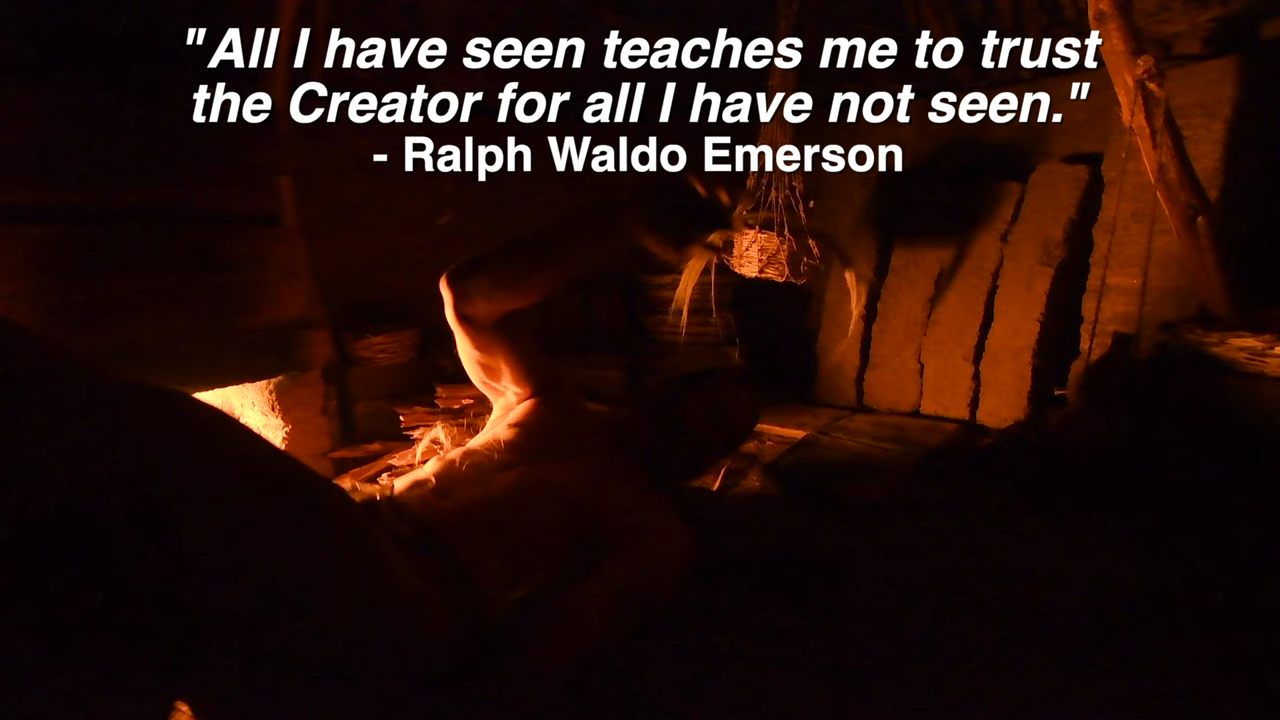 "All I have seen teaches me to trust
the Creator for all I have not seen."
- Ralph Waldo Emerson